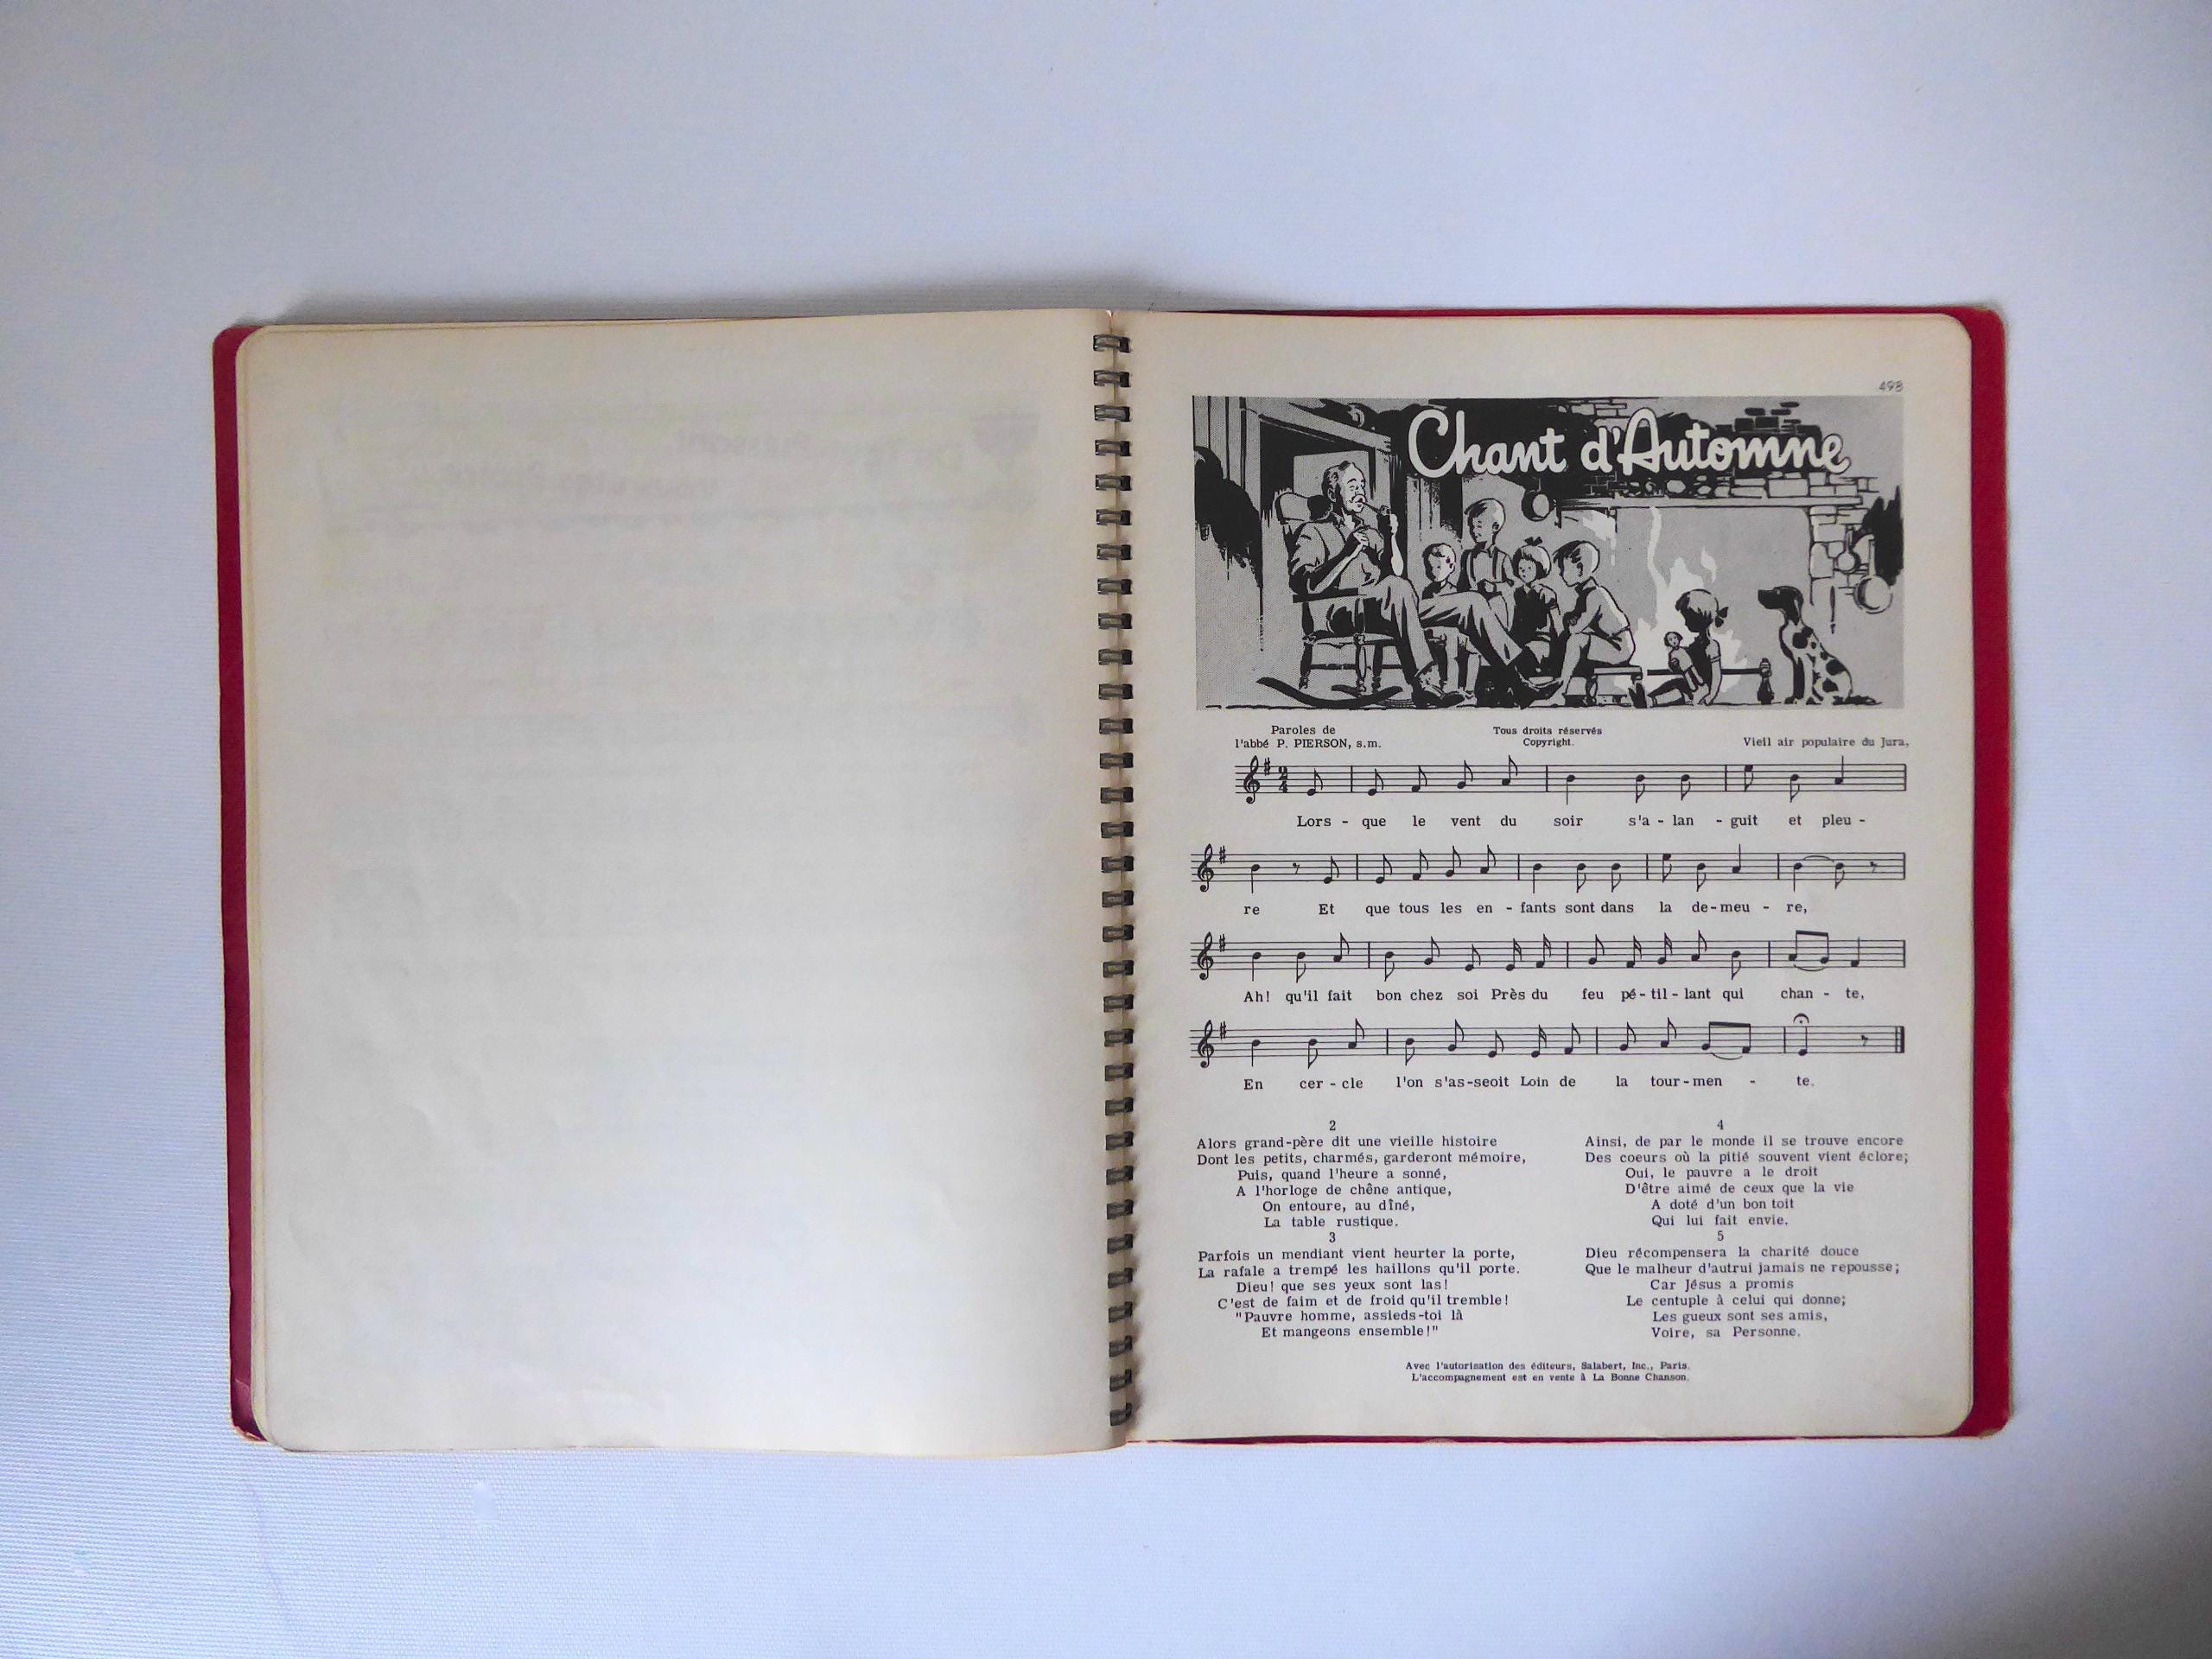 498
Chant d'Automne
Paroles de
l'abbé P. PIERSON, s.m.
Tous droits réservés
Copyright.
Vieil air populaire du Jura,
2
4
Lors - que le vent du soir s'a - lan - guit et pleu -
re Et que tous les en - fants sont dans la de - meu - re,
Ah! qu'il fait bon chez soi Près du feu pé - til - lant qui chan - te,
En cer - cle l'on s'as - seoit Loin de la tour - men - te.
2
Alors grand-père dit une vieille histoire
Dont les petits, charmés, garderont mémoire,
Puis, quand l'heure a sonné,
A l'horloge de chêne antique,
On entoure, au dîné,
La table rustique.
3
Parfois un mendiant vient heurter la porte,
La rafale a trempé les haillons qu'il porte.
Dieu! que ses yeux sont las!
C'est de faim et de froid qu'il tremble!
"Pauvre homme, assieds-toi là
Et mangeons ensemble!"
4
Ainsi, de par le monde il se trouve encore
Des coeurs où la pitié souvent vient éclore;
Oui, le pauvre a le droit
D'être aimé de ceux que la vie
A doté d'un bon toit
Qui lui fait envie.
5
Dieu récompensera la charité douce
Que le malheur d'autrui jamais ne repousse;
Car Jésus a promis
Le centuple à celui qui donne;
Les gueux sont ses amis,
Voire, sa Personne.
Avec l'autorisation des éditeurs, Salabert, Inc., Paris.
L'accompagnement est en vente à La Bonne Chanson.